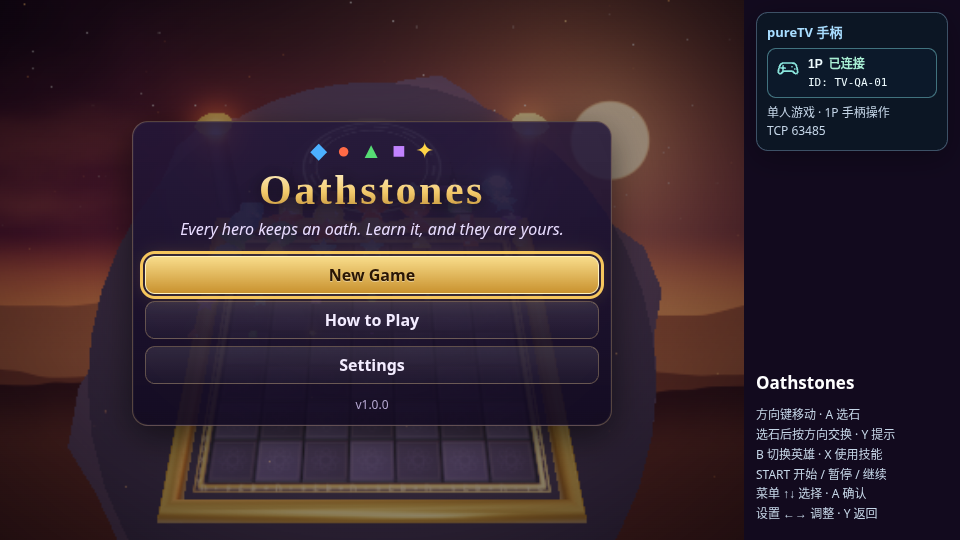 Oathstones
Every hero keeps an oath. Learn it, and they are yours.
New Game
How to Play
Settings
v1.0.0
pureTV 手柄
1P 已连接
ID: TV-QA-01
单人游戏 · 1P 手柄操作
TCP 63485
Oathstones
方向键移动 · A 选石
选石后按方向交换 · Y 提示
B 切换英雄 · X 使用技能
START 开始 / 暂停 / 继续
菜单 ↑↓ 选择 · A 确认
设置 ←→ 调整 · Y 返回